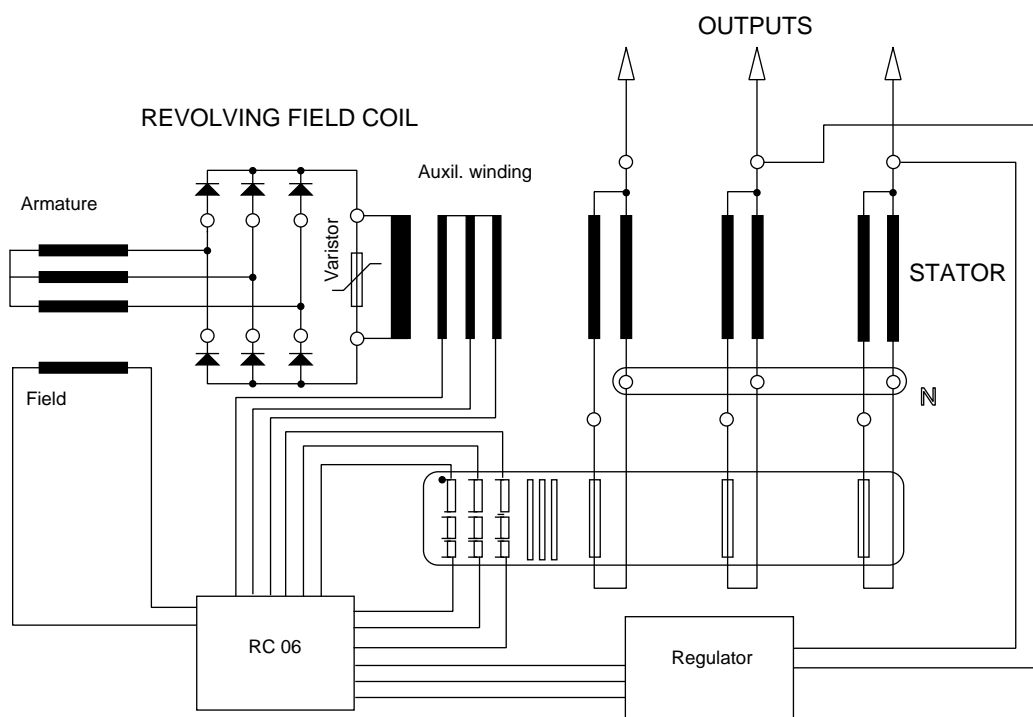 OUTPUTS
REVOLVING FIELD COIL
Auxil. winding
Armature
Varistor
STATOR
Field
N
RC 06
Regulator